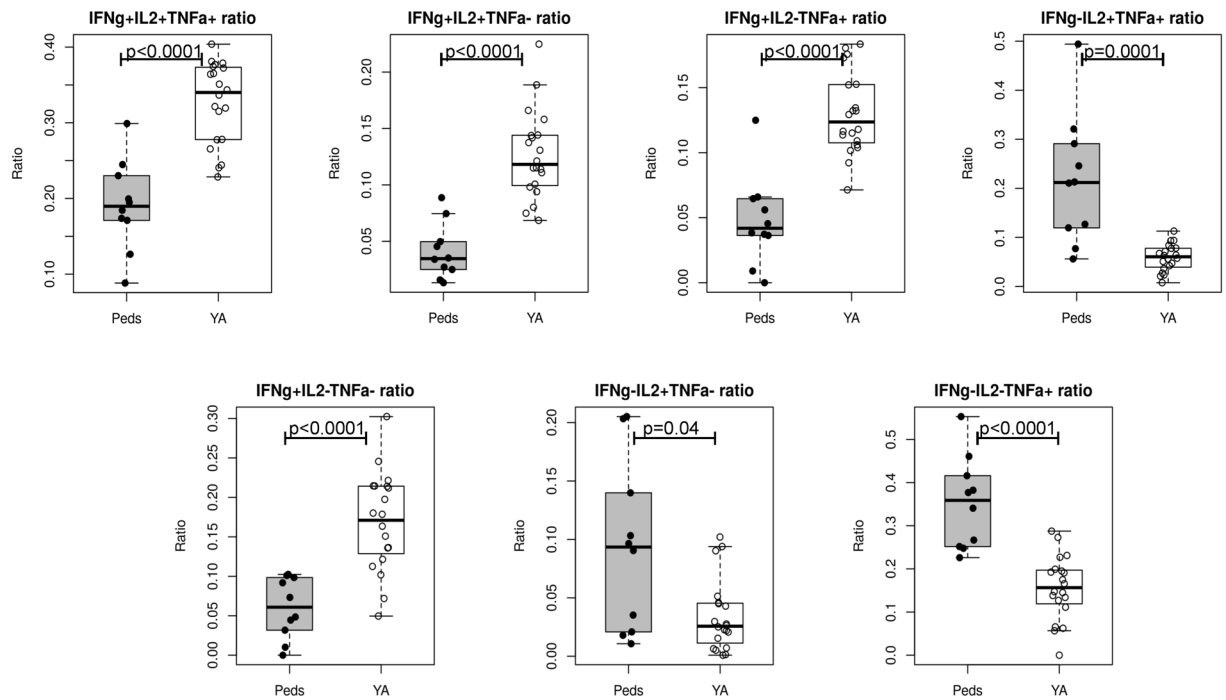 IFNg+IL2+TNFa+ ratio
p<0.0001
Ratio
0.40
0.30
0.20
0.10
Peds
YA
IFNg+IL2+TNFa- ratio
p<0.0001
Ratio
0.20
0.15
0.10
0.05
Peds
YA
IFNg+IL2-TNFa+ ratio
p<0.0001
Ratio
0.15
0.10
0.05
0.00
Peds
YA
IFNg-IL2+TNFa+ ratio
p=0.0001
Ratio
0.5
0.4
0.3
0.2
0.1
0.0
Peds
YA
IFNg+IL2-TNFa- ratio
p<0.0001
Ratio
0.30
0.25
0.20
0.15
0.10
0.05
0.00
Peds
YA
IFNg-IL2+TNFa- ratio
p=0.04
Ratio
0.20
0.15
0.10
0.05
0.00
Peds
YA
IFNg-IL2-TNFa+ ratio
p<0.0001
Ratio
0.5
0.4
0.3
0.2
0.1
0.0
Peds
YA